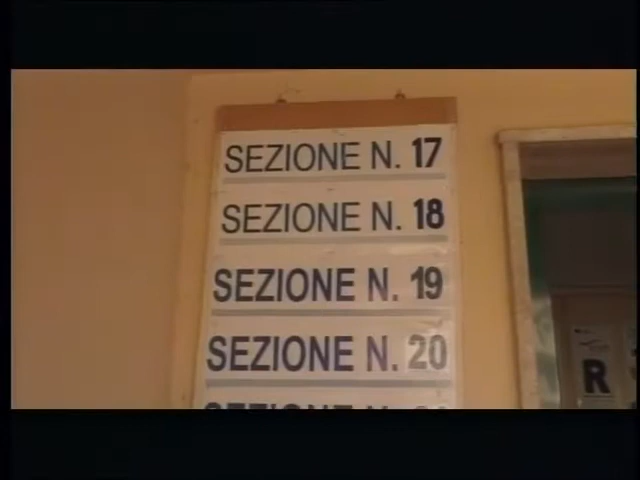 SEZIONE N. 17
SEZIONE N. 18
SEZIONE N. 19
SEZIONE N. 20
R